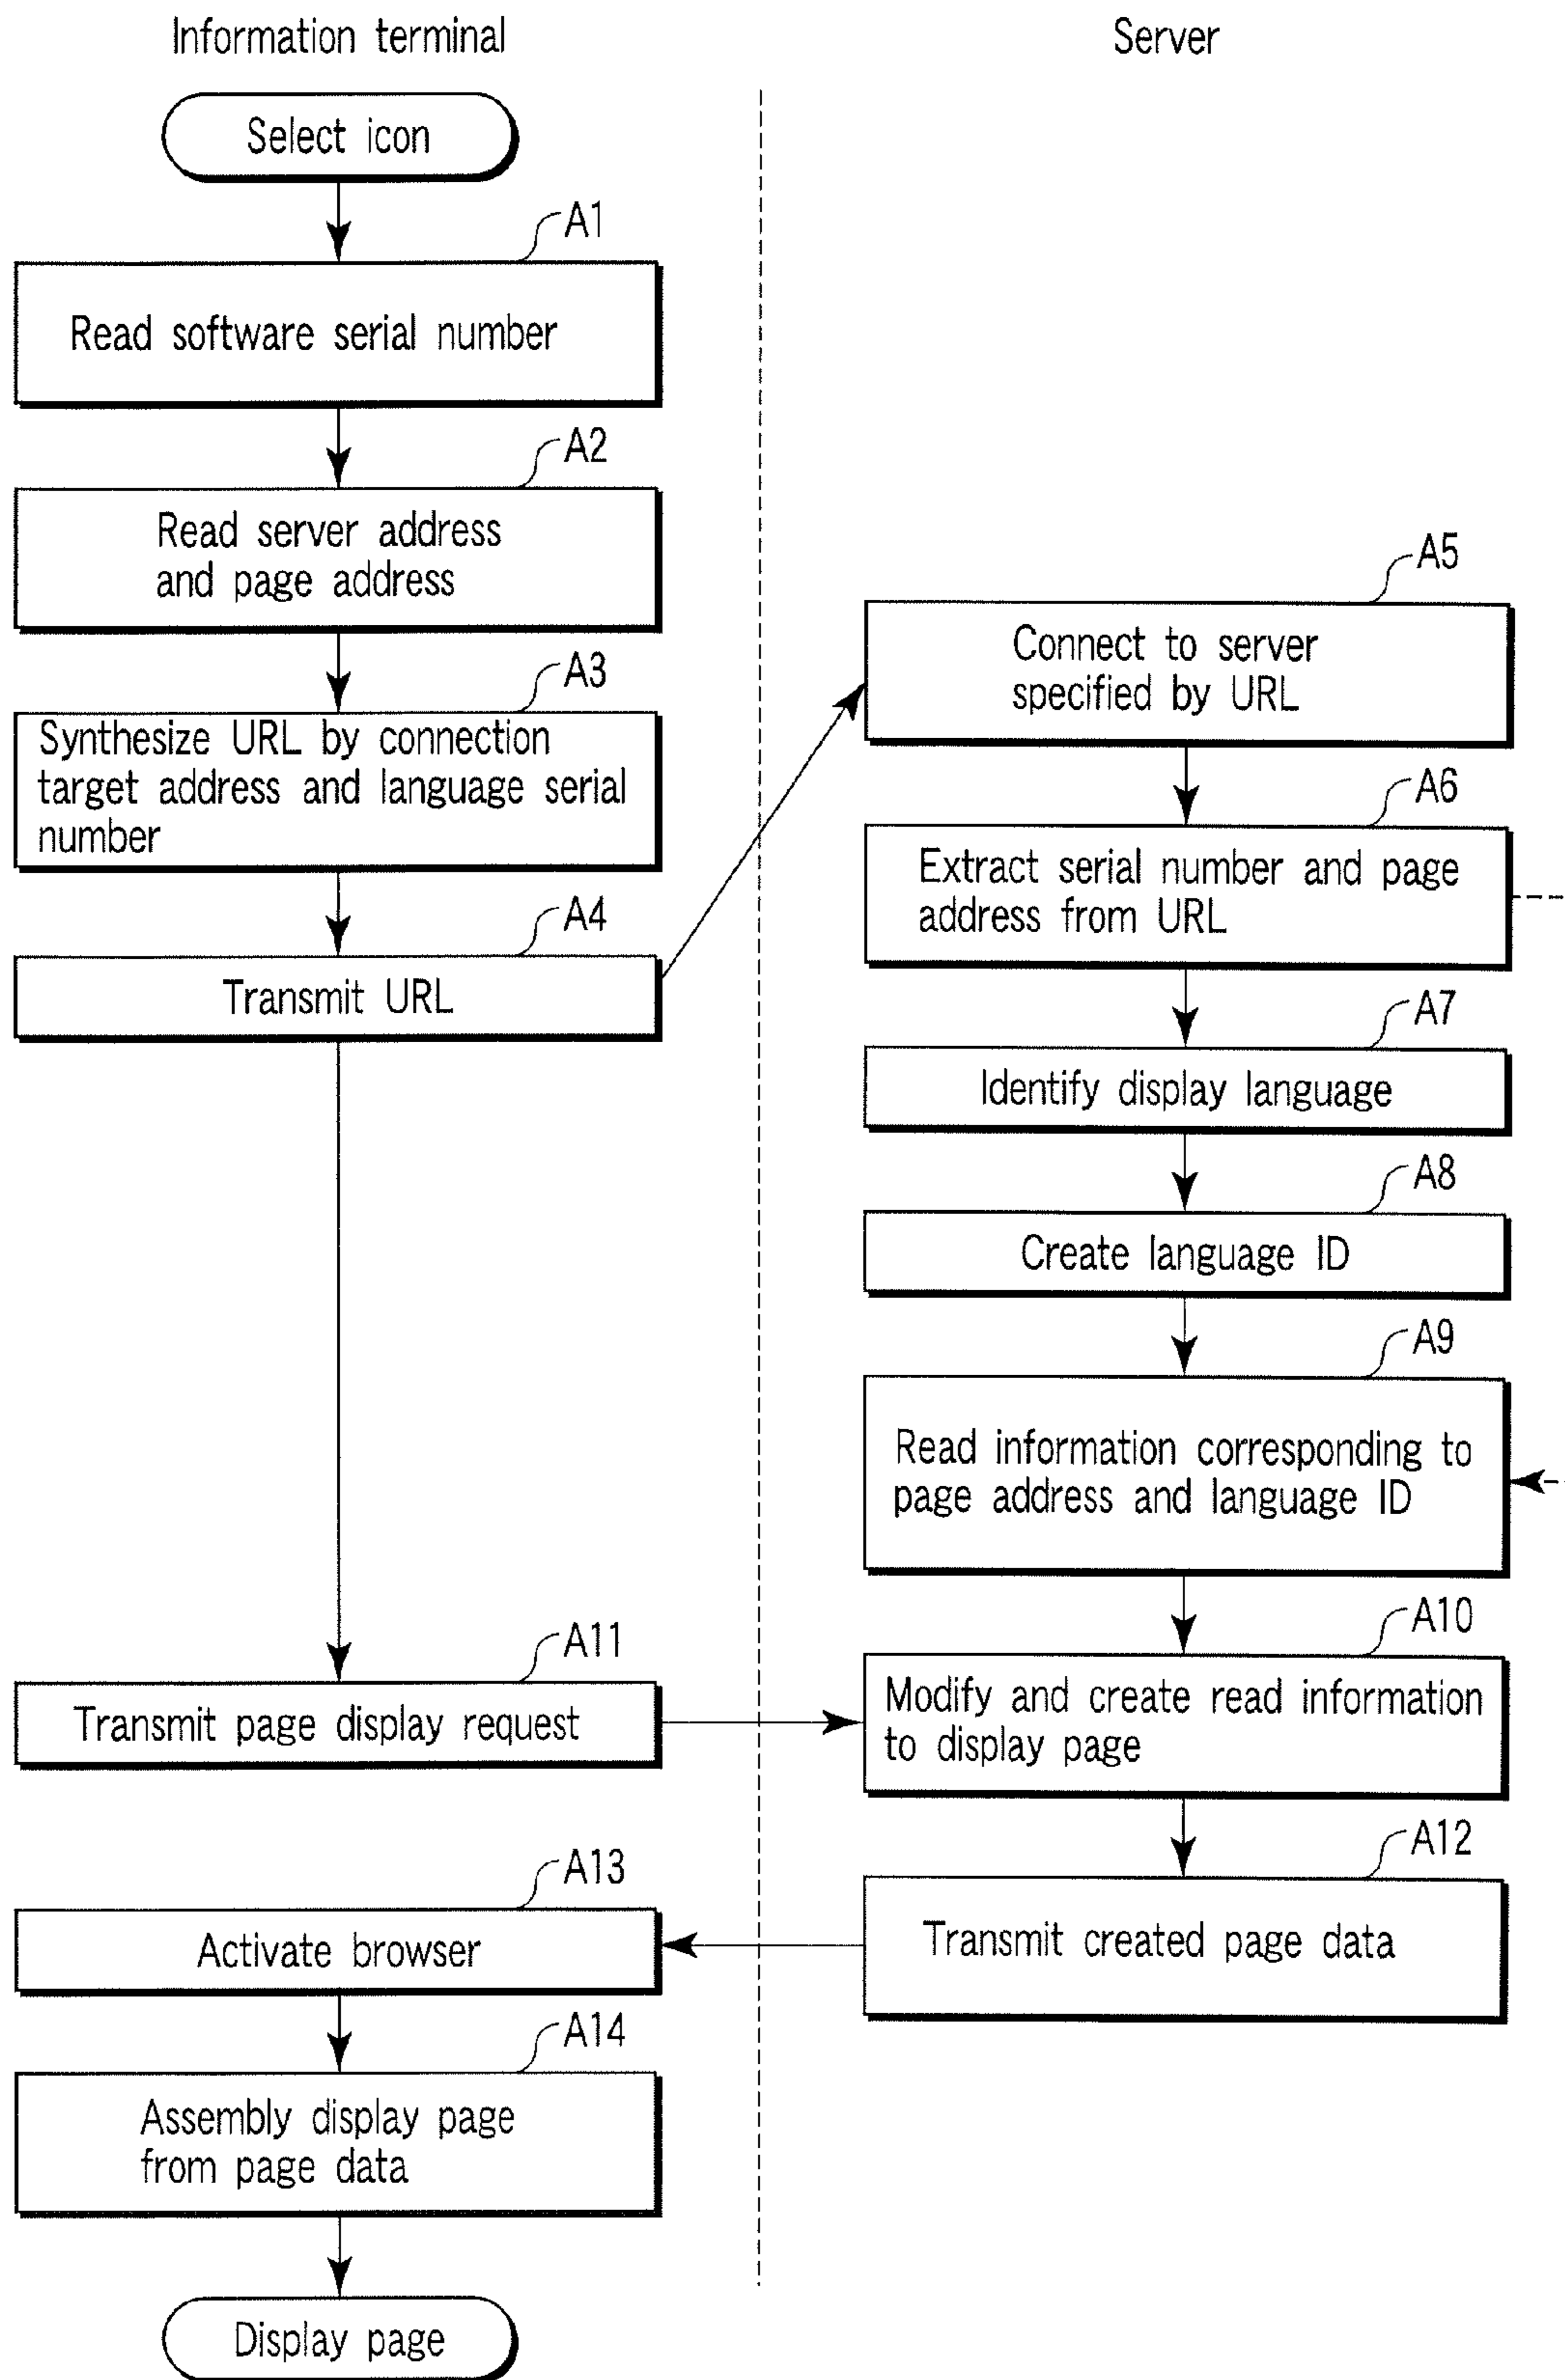 Information terminal
Server
Select icon
A1
Read software serial number
A2
Read server address
and page address
A3
Synthesize URL by connection
target address and language serial
number
A4
Transmit URL
A5
Connect to server
specified by URL
A6
Extract serial number and page
address from URL
A7
Identify display language
A8
Create language ID
A9
Read information corresponding to
page address and language ID
A10
Modify and create read information
to display page
A11
Transmit page display request
A12
Transmit created page data
A13
Activate browser
A14
Assembly display page
from page data
Display page